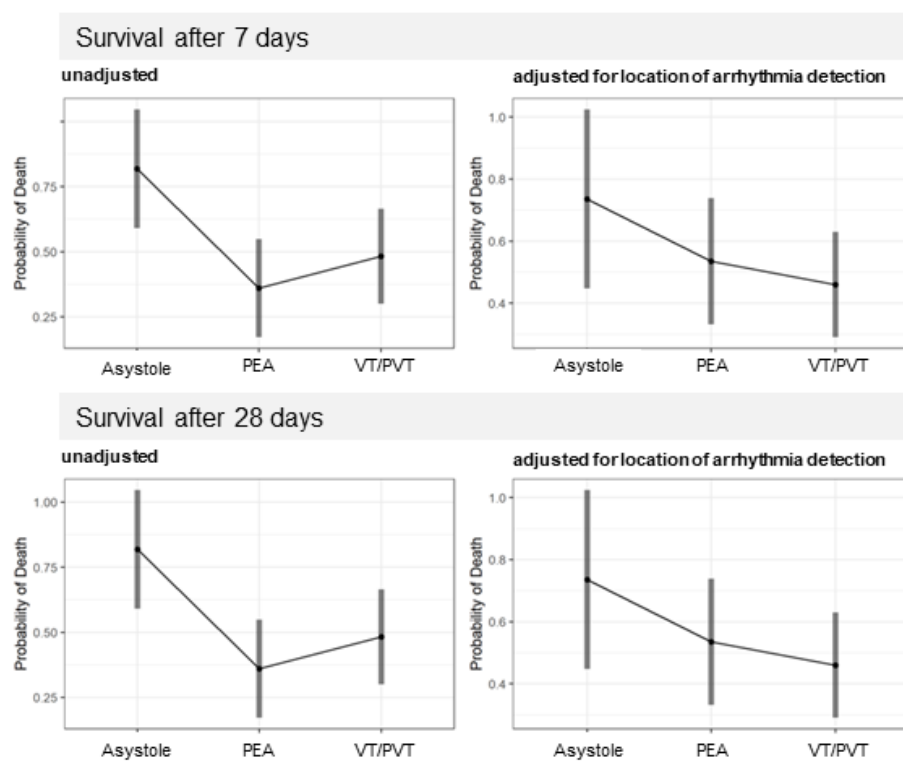 Survival after 7 days
unadjusted
adjusted for location of arrhythmia detection
Probability of Death
0.75
0.50
0.25
Asystole PEA VT/PVT
Probability of Death
1.0
0.8
0.6
0.4
Asystole PEA VT/PVT
Survival after 28 days
unadjusted
adjusted for location of arrhythmia detection
Probability of Death
1.00
0.75
0.50
0.25
Asystole PEA VT/PVT
Probability of Death
1.0
0.8
0.6
0.4
Asystole PEA VT/PVT